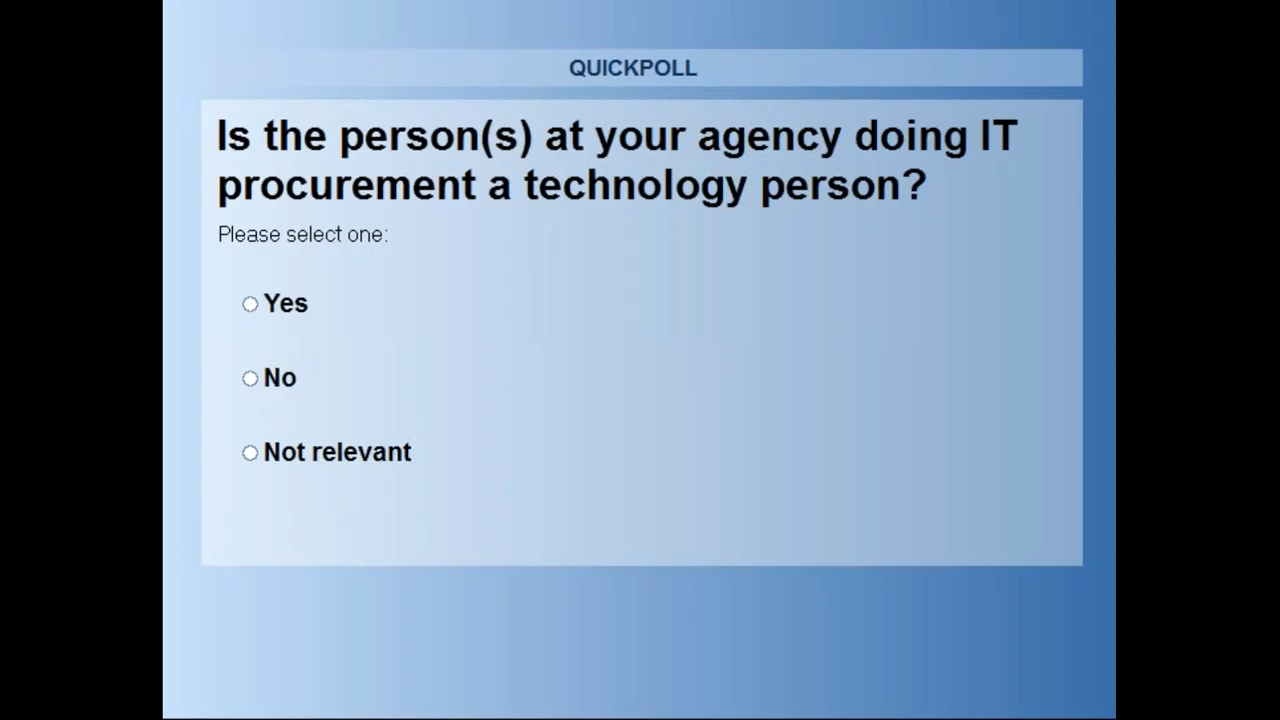 QUICKPOLL
Is the person(s) at your agency doing IT
procurement a technology person?
Please select one:
Yes
No
Not relevant